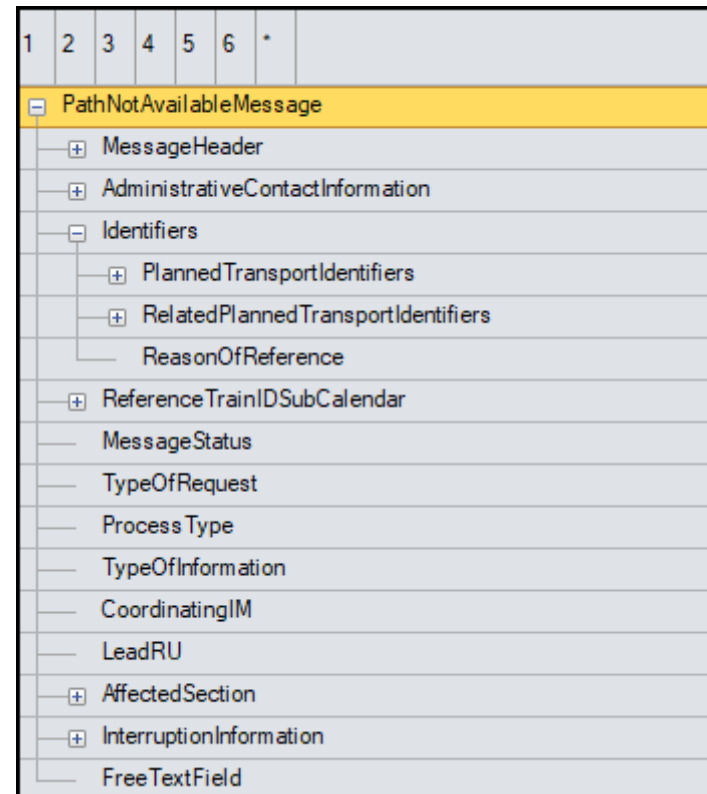 1 2 3 4 5 6 *
PathNotAvailableMessage
MessageHeader
AdministrativeContactInformation
Identifiers
PlannedTransportIdentifiers
RelatedPlannedTransportIdentifiers
ReasonOfReference
ReferenceTrainIDSubCalendar
MessageStatus
TypeOfRequest
ProcessType
TypeOfInformation
CoordinatingIM
LeadRU
AffectedSection
InterruptionInformation
FreeTextField